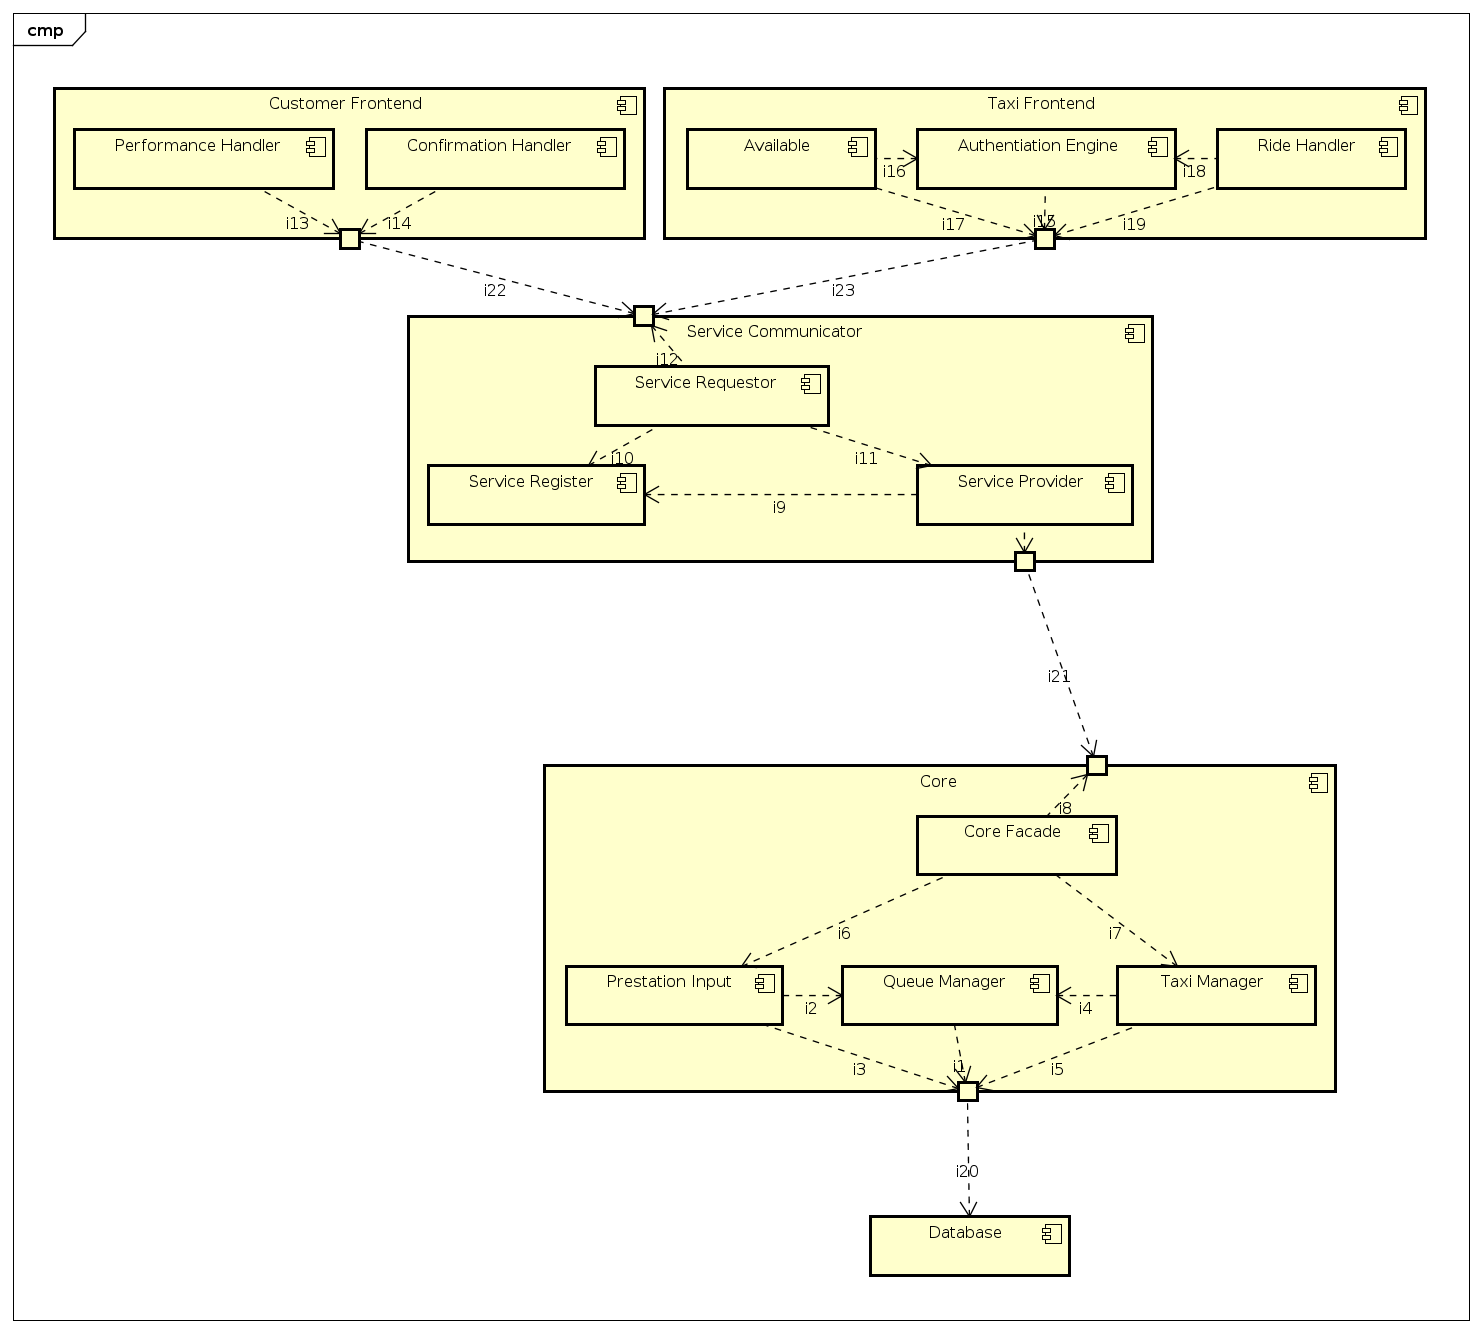 cmp
Customer Frontend
Taxi Frontend
Performance Handler
Confirmation Handler
Available
Authentiation Engine
Ride Handler
i16
i18
i13
i14
i17
i15
i19
i22
i23
Service Communicator
i12
Service Requestor
i10
i11
Service Register
Service Provider
i9
i21
Core
i8
Core Facade
i6
i7
Prestation Input
Queue Manager
Taxi Manager
i2
i4
i3
i1
i5
i20
Database